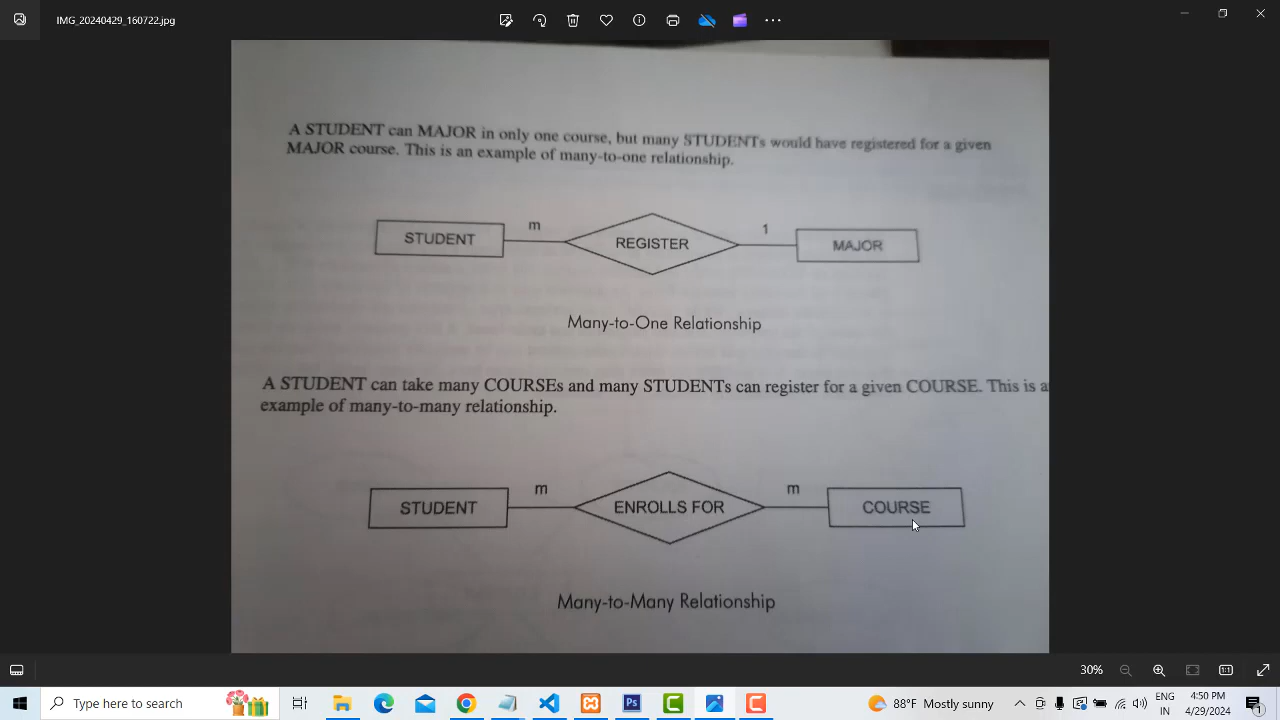 IMG_20240429_160722.jpg
A STUDENT can MAJOR in only one course, but many STUDENTs would have registered for a given
MAJOR course. This is an example of many-to-one relationship.
m
1
STUDENT
REGISTER
MAJOR
Many-to-One Relationship
A STUDENT can take many COURSEs and many STUDENTs can register for a given COURSE. This is a
example of many-to-many relationship.
m
m
STUDENT
ENROLLS FOR
COURSE
Many-to-Many Relationship
30%
Type here to search
Ps
88°F Mostly sunny
ENG
IN
4:50 PM
4/29/2024
1